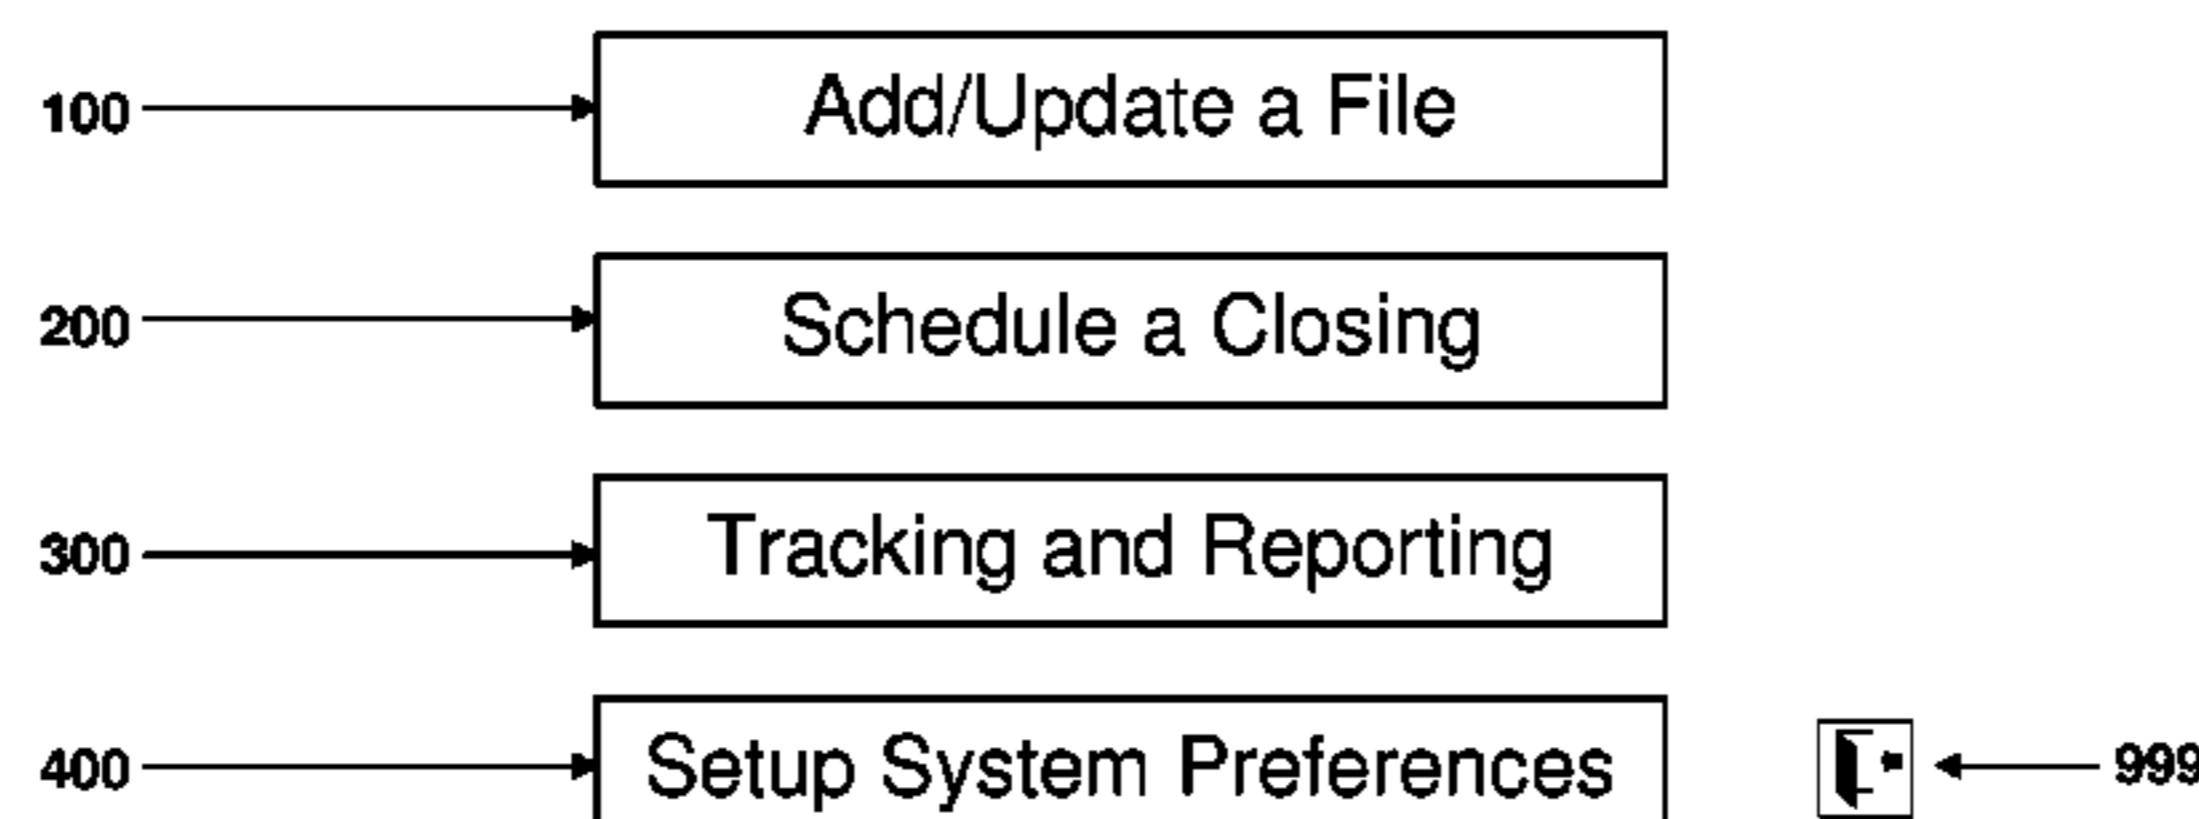 100 Add/Update a File
200 Schedule a Closing
300 Tracking and Reporting
400 Setup System Preferences 999